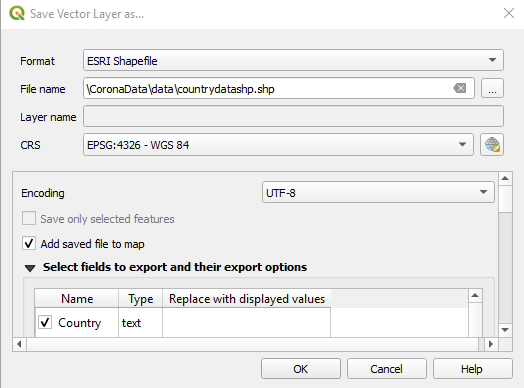 Save Vector Layer as...
Format ESRI Shapefile
File name \CoronaData\data\countrydatashp.shp ...
Layer name
CRS EPSG:4326 - WGS 84
Encoding UTF-8
Save only selected features
Add saved file to map
Select fields to export and their export options
Name Type Replace with displayed values
Country text
OK Cancel Help